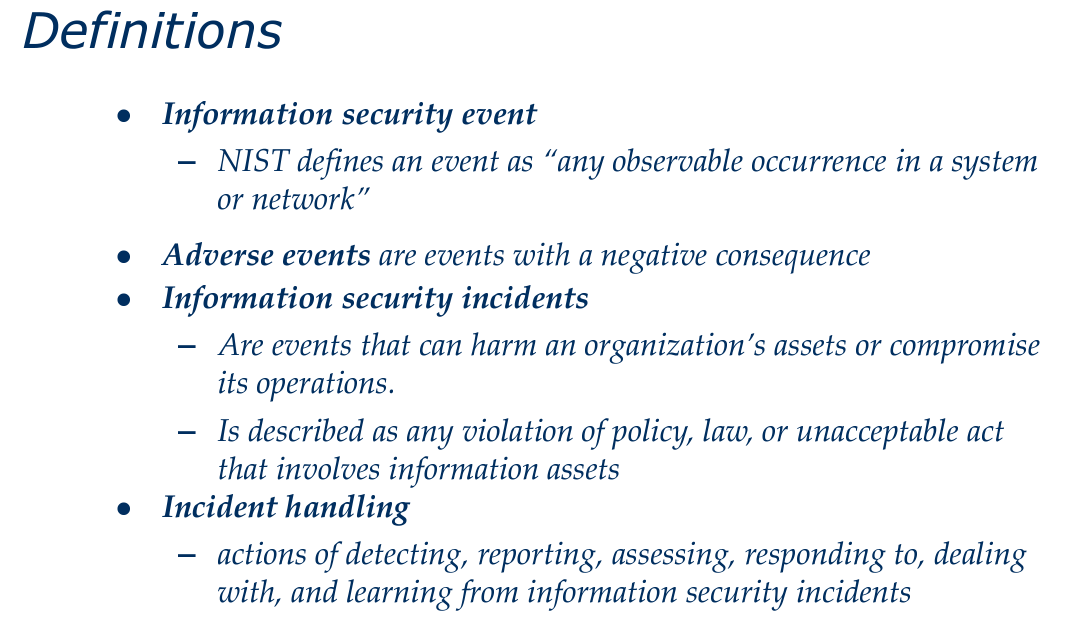 Definitions
● Information security event
– NIST defines an event as “any observable occurrence in a system
or network”
● Adverse events are events with a negative consequence
● Information security incidents
– Are events that can harm an organization’s assets or compromise
its operations.
– Is described as any violation of policy, law, or unacceptable act
that involves information assets
● Incident handling
– actions of detecting, reporting, assessing, responding to, dealing
with, and learning from information security incidents